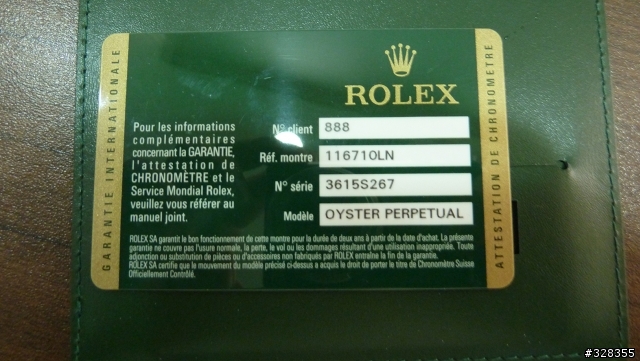 GARANTIE INTERNATIONALE
ROLEX
Pour les informations
complémentaires
concernant la GARANTIE,
l'attestation de
CHRONOMÈTRE et le
Service Mondial Rolex,
veuillez vous référer au
manuel joint.
N° client 888
Réf. montre 116710LN
N° série 3615S267
Modèle OYSTER PERPETUAL
ROLEX SA garantit le bon fonctionnement de cette montre pour la durée de deux ans à partir de la date d'achat. La présente
garantie ne couvre pas l'usure normale, la perte, le vol ou les dommages résultant d'une utilisation inappropriée. Toute
adjonction ou substitution de pièces ou d'accessoires non fabriqués par ROLEX entraîne la fin de la garantie.
ROLEX SA certifie que le mouvement du modèle précisé ci-dessus a acquis le droit de porter le titre de Chronomètre Suisse
Officiellement Contrôlé.
ATTESTATION DE CHRONOMETRE
#328355